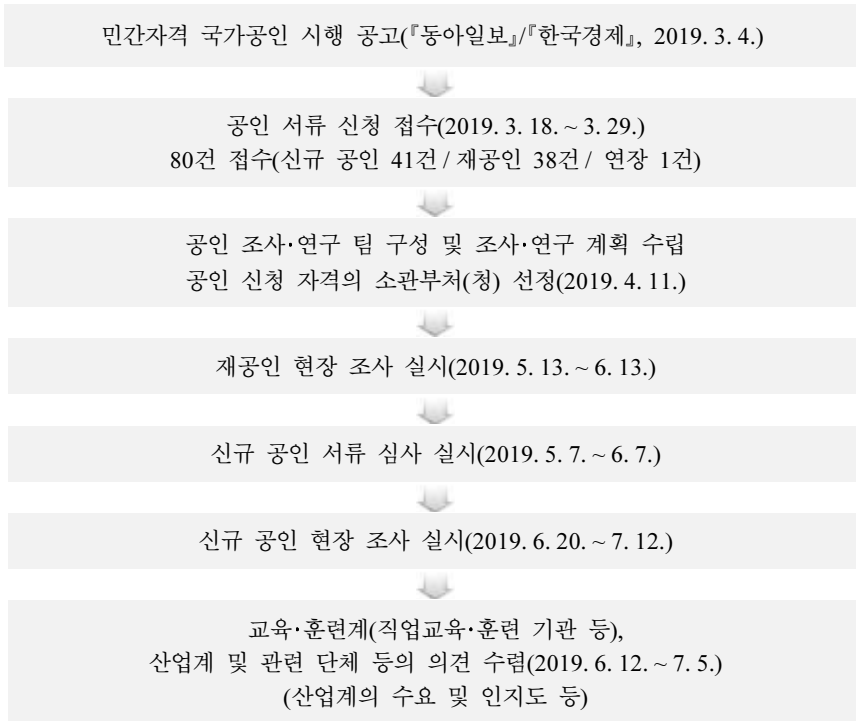 민간자격 국가공인 시행 공고(『동아일보』/『한국경제』, 2019. 3. 4.)
공인 서류 신청 접수(2019. 3. 18. ~ 3. 29.)
80건 접수(신규 공인 41건 / 재공인 38건 / 연장 1건)
공인 조사·연구 팀 구성 및 조사·연구 계획 수립
공인 신청 자격의 소관부처(청) 선정(2019. 4. 11.)
재공인 현장 조사 실시(2019. 5. 13. ~ 6. 13.)
신규 공인 서류 심사 실시(2019. 5. 7. ~ 6. 7.)
신규 공인 현장 조사 실시(2019. 6. 20. ~ 7. 12.)
교육·훈련계(직업교육·훈련 기관 등),
산업계 및 관련 단체 등의 의견 수렴(2019. 6. 12. ~ 7. 5.)
(산업계의 수요 및 인지도 등)